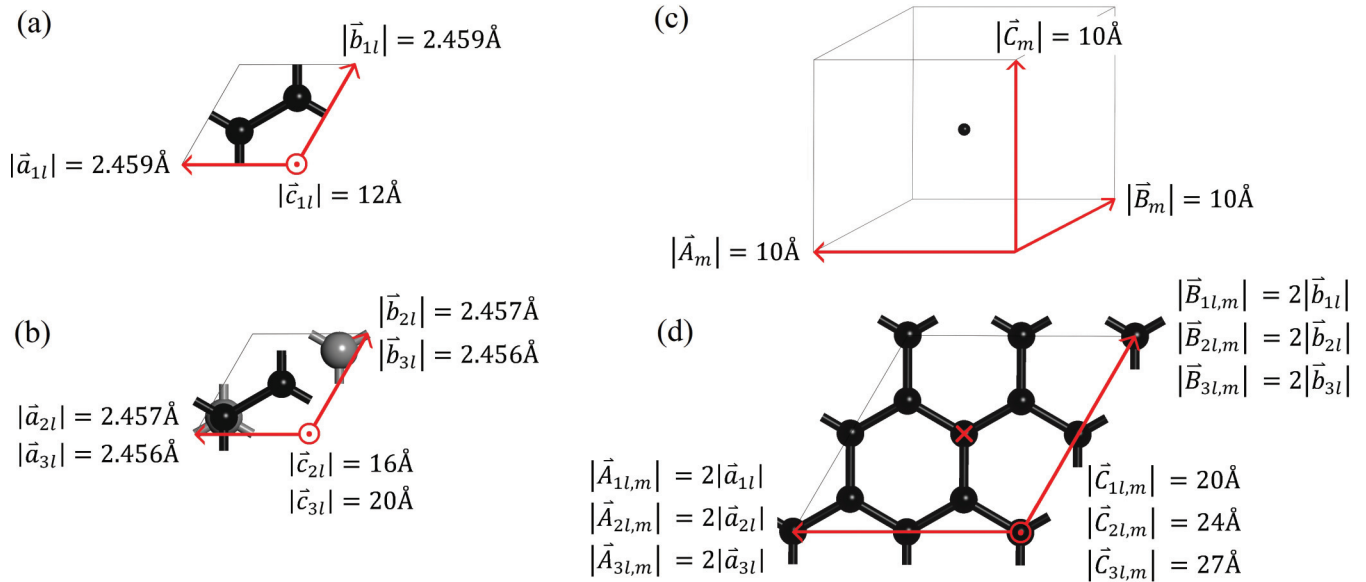 (a)
|b⃗₁ₗ| = 2.459Å
|a⃗₁ₗ| = 2.459Å
|c⃗₁ₗ| = 12Å
(b)
|b⃗₂ₗ| = 2.457Å
|b⃗₃ₗ| = 2.456Å
|a⃗₂ₗ| = 2.457Å
|a⃗₃ₗ| = 2.456Å
|c⃗₂ₗ| = 16Å
|c⃗₃ₗ| = 20Å
(c)
|C⃗ₘ| = 10Å
|B⃗ₘ| = 10Å
|A⃗ₘ| = 10Å
(d)
|B⃗₁ₗ,ₘ| = 2|b⃗₁ₗ|
|B⃗₂ₗ,ₘ| = 2|b⃗₂ₗ|
|B⃗₃ₗ,ₘ| = 2|b⃗₃ₗ|
|A⃗₁ₗ,ₘ| = 2|a⃗₁ₗ|
|A⃗₂ₗ,ₘ| = 2|a⃗₂ₗ|
|A⃗₃ₗ,ₘ| = 2|a⃗₃ₗ|
|C⃗₁ₗ,ₘ| = 20Å
|C⃗₂ₗ,ₘ| = 24Å
|C⃗₃ₗ,ₘ| = 27Å